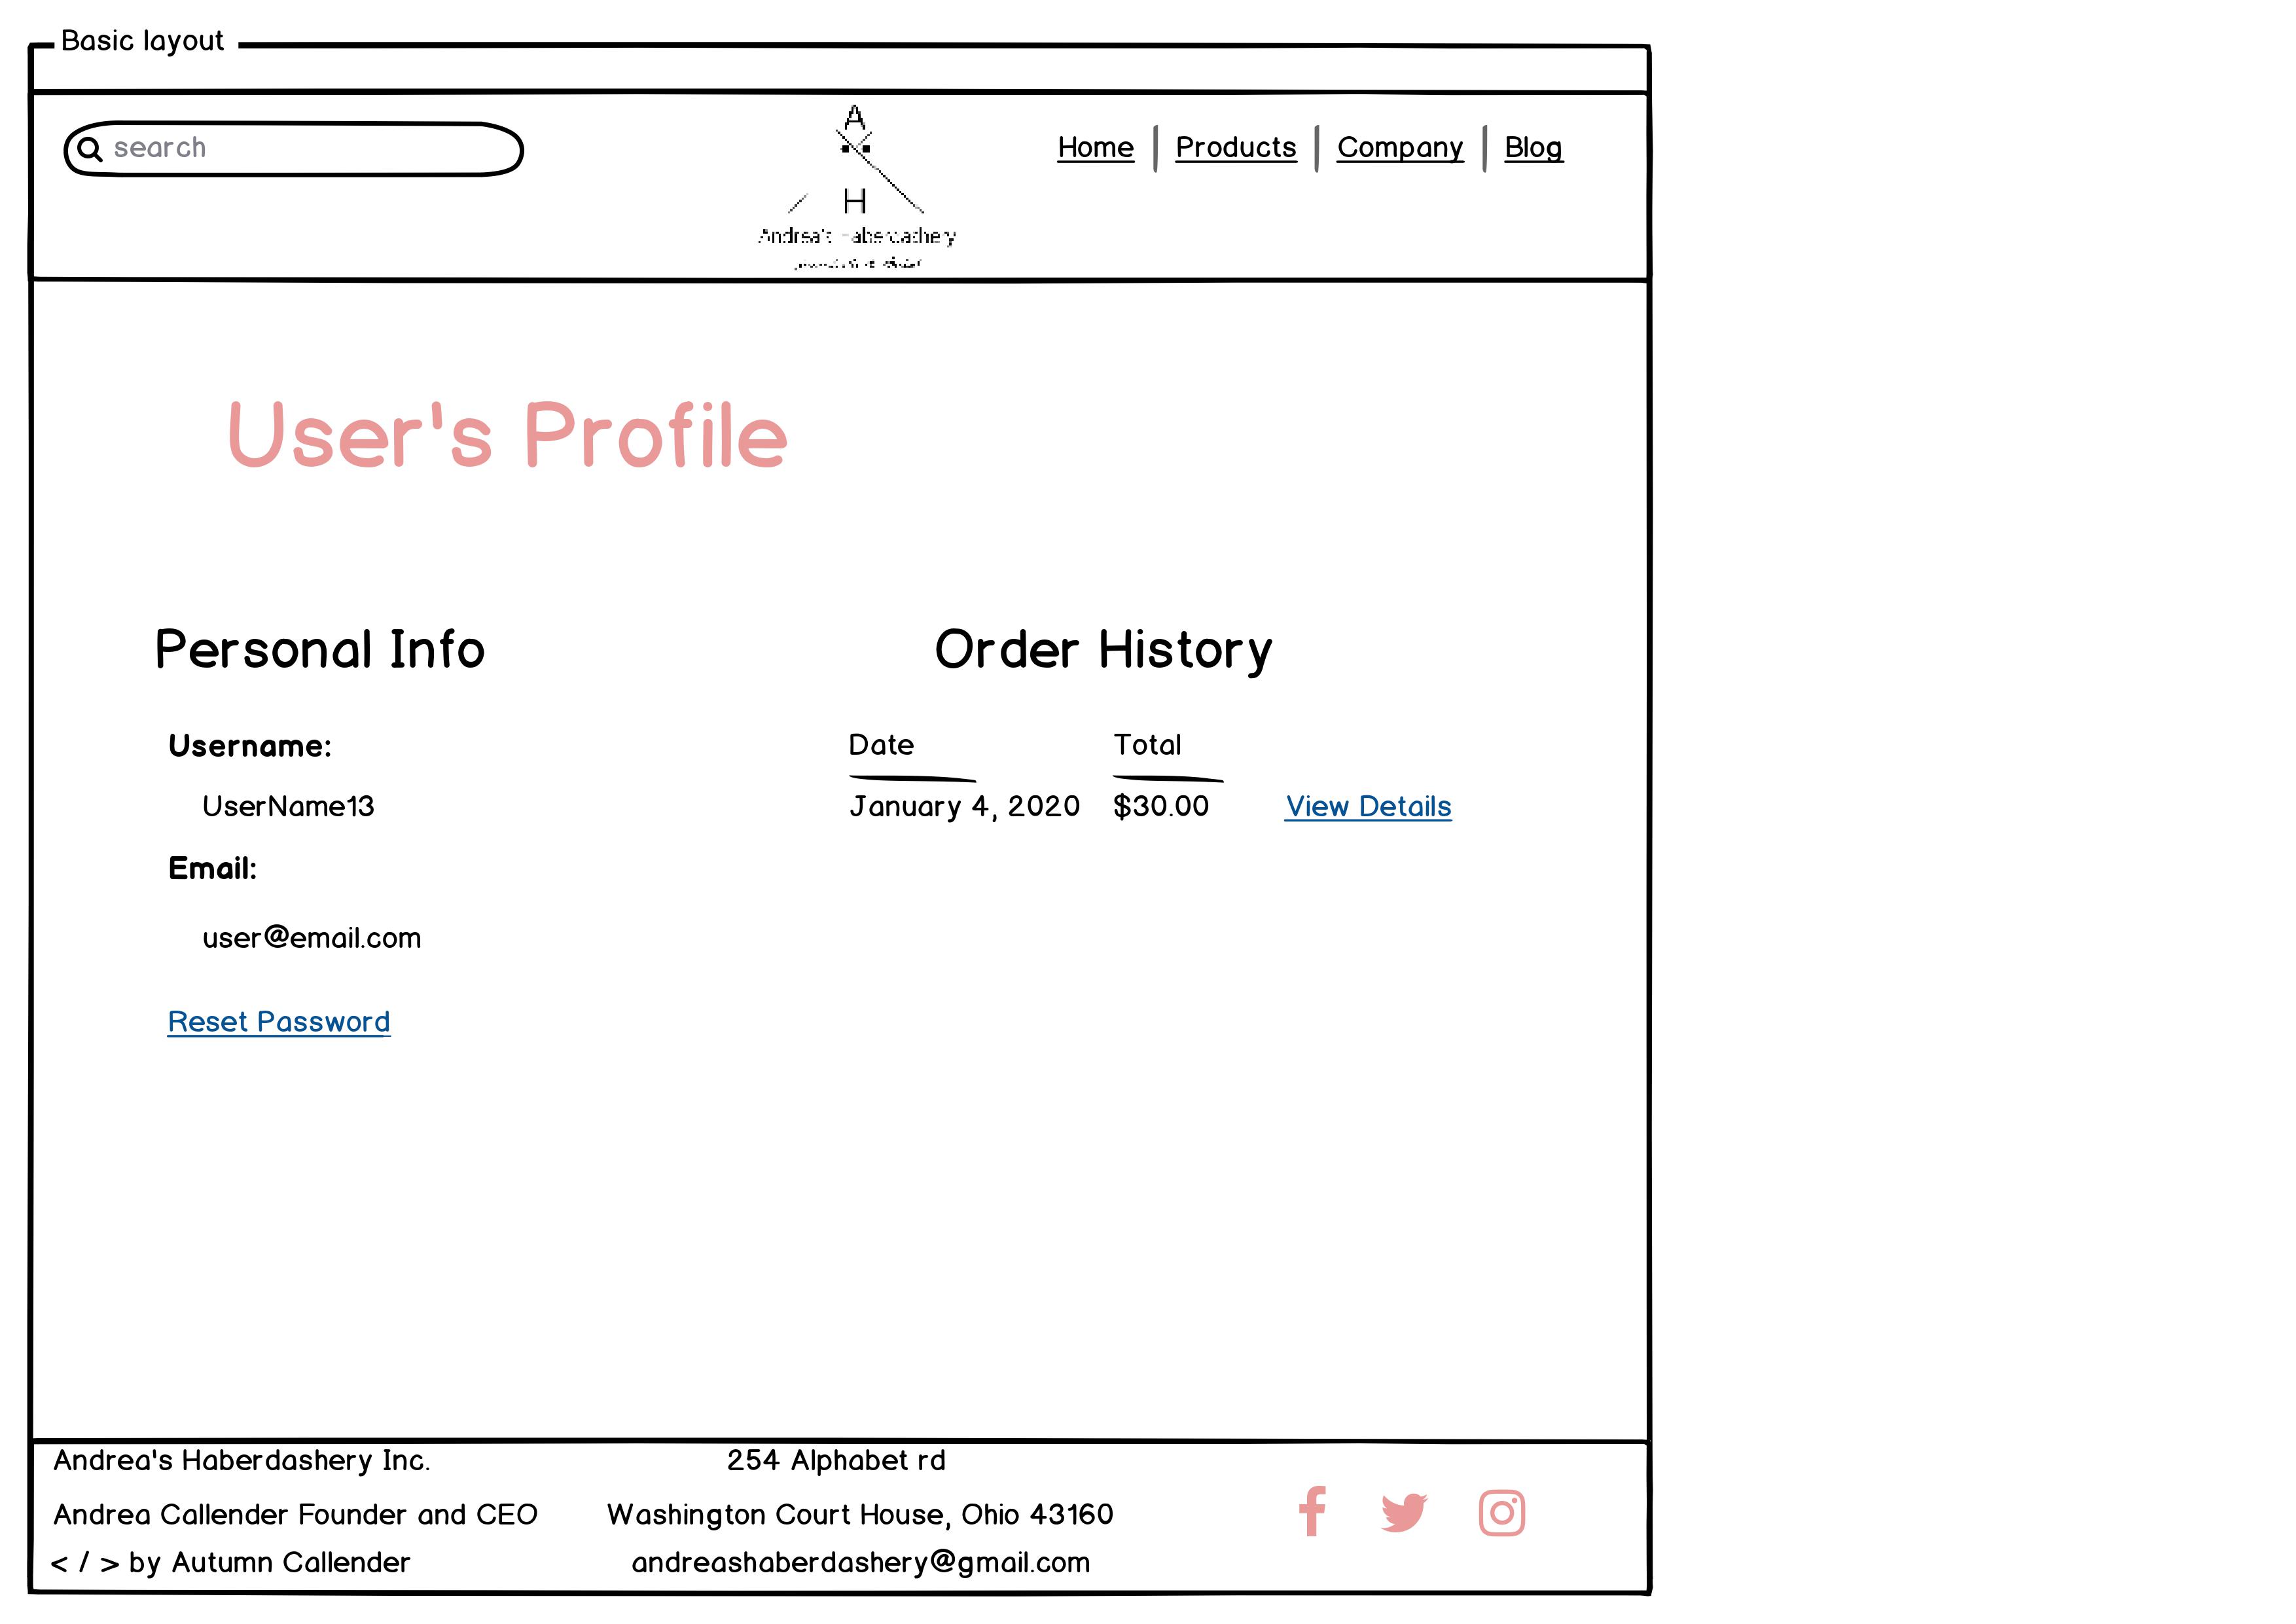 Basic layout
search
A
H
Andrea's Haberdashery
Home
Products
Company
Blog
User's Profile
Personal Info
Order History
Username:
Date
Total
UserName13
January 4, 2020
$30.00
View Details
Email:
user@email.com
Reset Password
Andrea's Haberdashery Inc.
254 Alphabet rd
Andrea Callender Founder and CEO
Washington Court House, Ohio 43160
< / > by Autumn Callender
andreashaberdashery@gmail.com